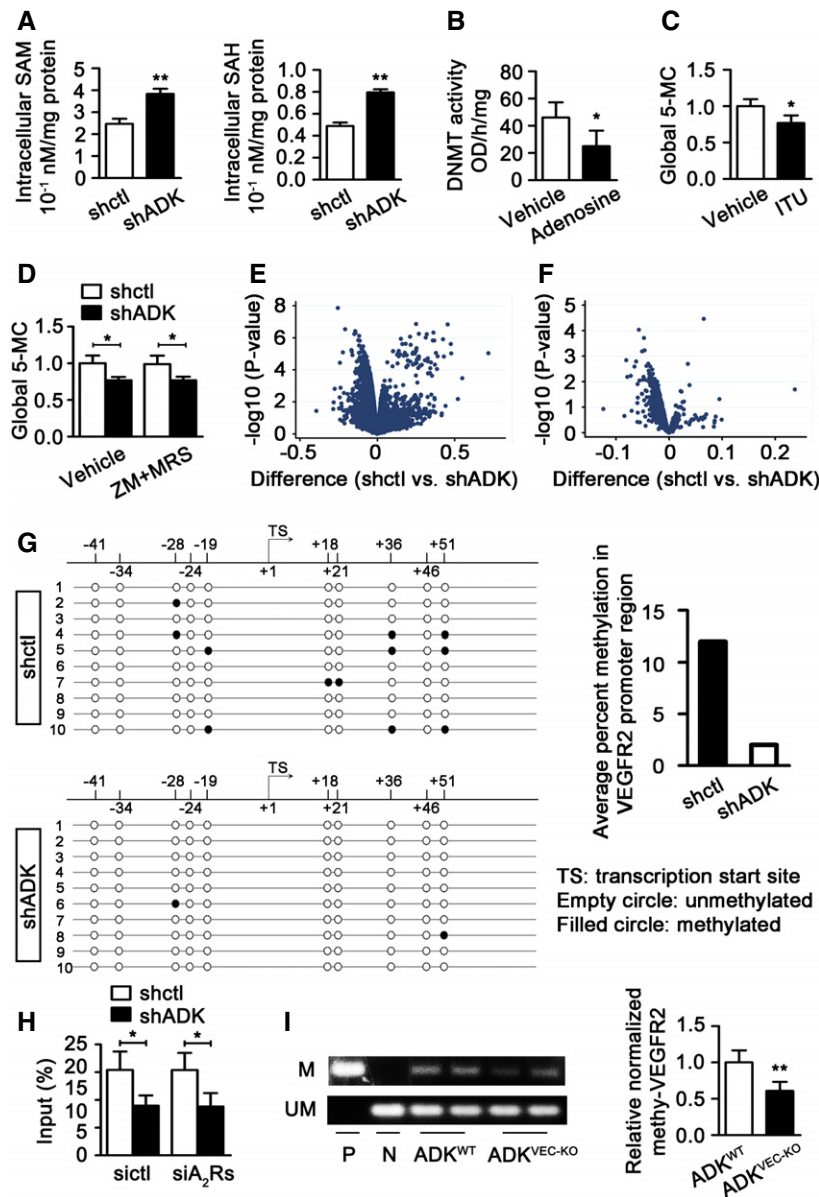 A
Intracellular SAM
10⁻¹ nM/mg protein
5
4
3
2
1
0
**
shctl
shADK
Intracellular SAH
10⁻¹ nM/mg protein
1.0
0.8
0.6
0.4
0.2
0.0
**
shctl
shADK
B
DNMT activity
OD/h/mg
80
60
40
20
0
*
Vehicle
Adenosine
C
Global 5-MC
1.5
1.0
0.5
0.0
*
Vehicle
ITU
D
shctl
shADK
Global 5-MC
1.5
1.0
0.5
0.0
*
*
Vehicle
ZM+MRS
E
-log10 (P-value)
8
6
4
2
0
-0.5
0
0.5
Difference (shctl vs. shADK)
F
-log10 (P-value)
5
4
3
2
1
0
-0.1
0
0.1
0.2
Difference (shctl vs. shADK)
G
TS
-41 -28 -19 +18 +36 +51
-34 -24 +1 +21 +46
shctl
1
2
3
4
5
6
7
8
9
10
TS
-41 -28 -19 +18 +36 +51
-34 -24 +1 +21 +46
shADK
1
2
3
4
5
6
7
8
9
10
Average percent methylation in
VEGFR2 promoter region
15
10
5
0
shctl
shADK
TS: transcription start site
Empty circle: unmethylated
Filled circle: methylated
H
shctl
shADK
Input (%)
25
20
15
10
5
0
*
*
sictl
siA₂Rs
I
M
UM
P N ADKᵂᵀ ADKⱽᴱC⁻ᴷᴼ
Relative normalized
methy-VEGFR2
1.5
1.0
0.5
0.0
**
ADKᵂᵀ
ADKⱽᴱC⁻ᴷᴼ